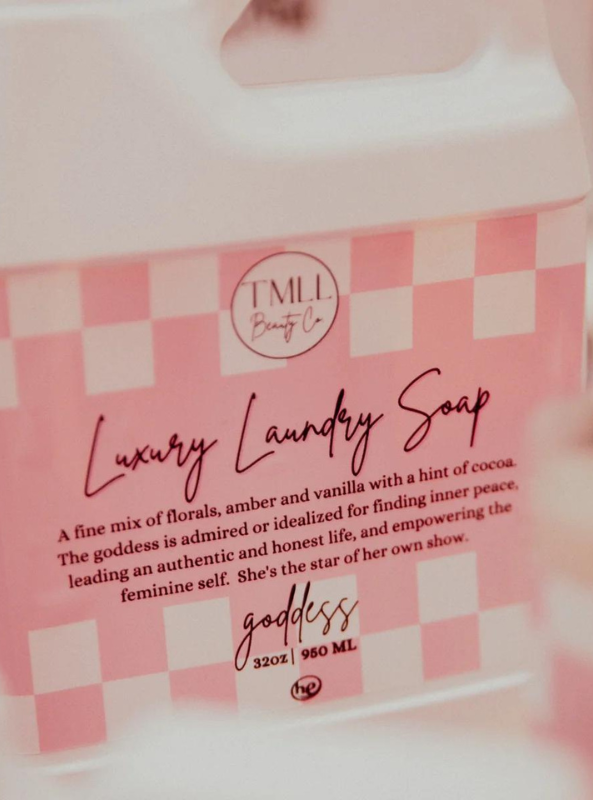 TMLL
Beauty Co
Luxury Laundry Soap
A fine mix of florals, amber and vanilla with a hint of cocoa.
The goddess is admired or idealized for finding inner peace,
leading an authentic and honest life, and empowering the
feminine self. She's the star of her own show.
goddess
32oz | 950 ML
he